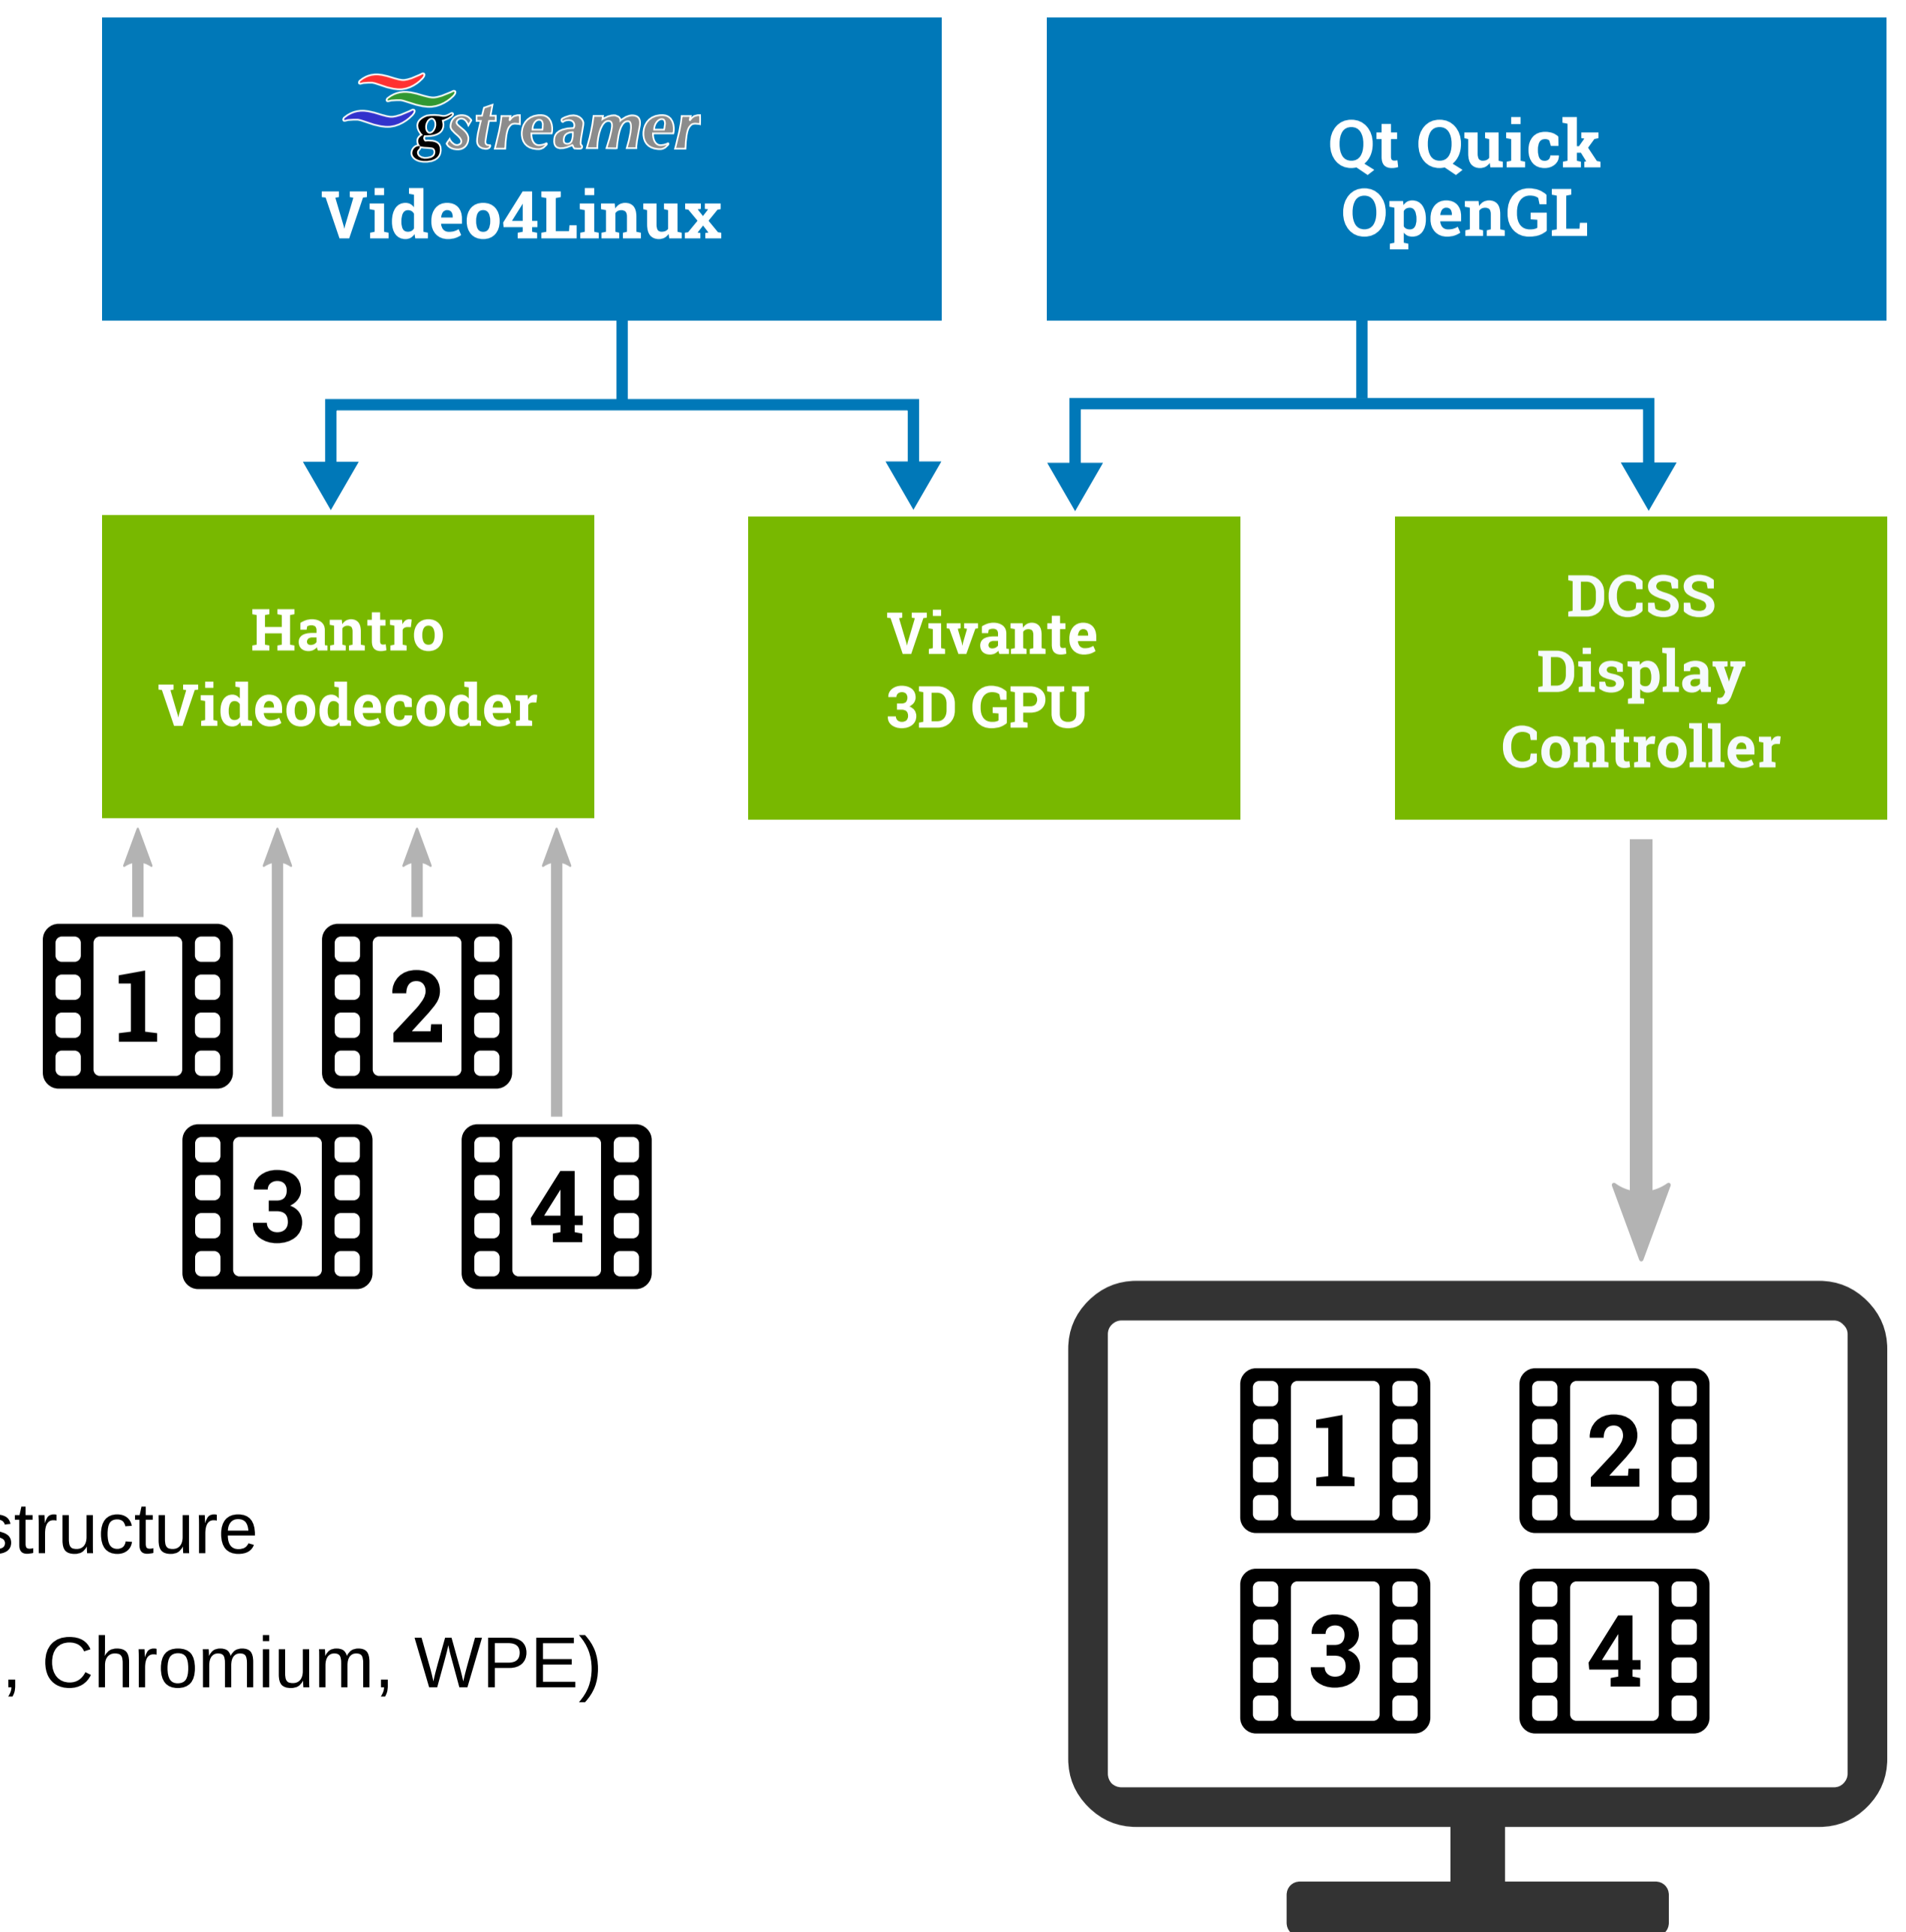 gstreamer
Video4Linux
Qt Quick
OpenGL
Hantro
Videodecoder
Vivante
3D GPU
DCSS
Display
Controller
1
2
3
4
1
2
3
4
structure
, Chromium, WPE)